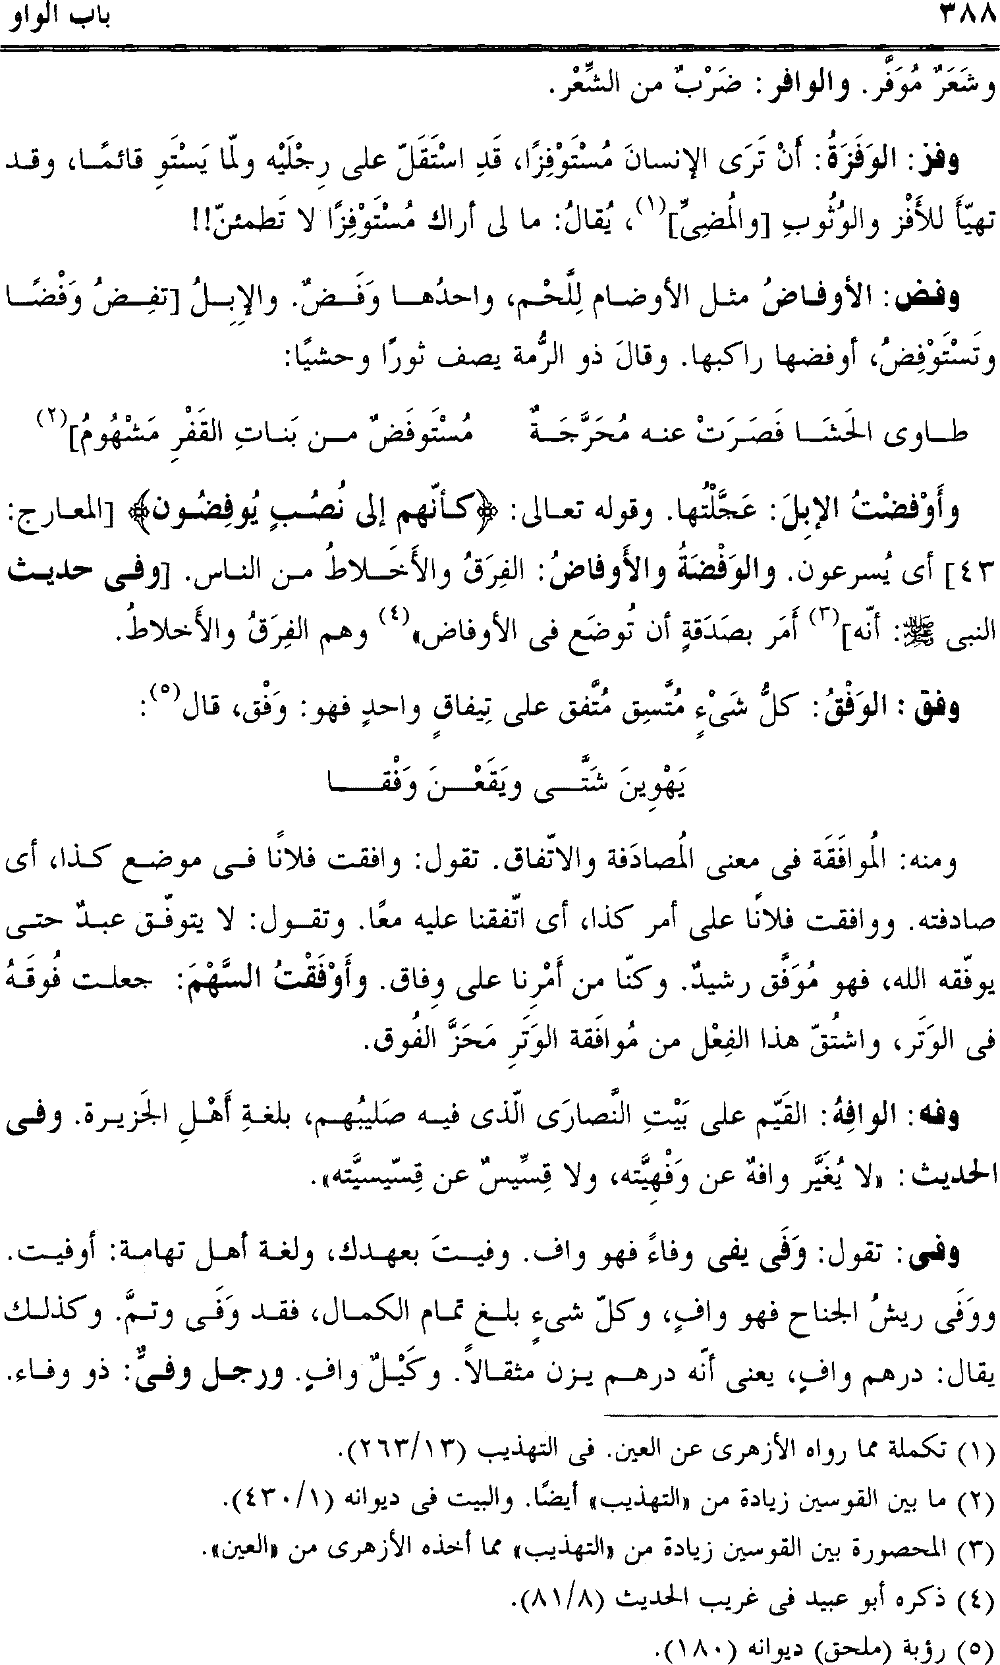 ٣٨٨ باب الواو
وشَعَرٌ مُوَفَّر. والوافر: ضَرْبٌ من الشِّعْر.
وفز: الوَفَزَةُ: أَنْ تَرَى الإنسانَ مُسْتَوْفِزًا، قَدِ اسْتَقَلّ على رِجْلَيْه ولمّا يَسْتَوِ قائمًا، وقد
تهيّأ للأَفْز والوُثُوبِ [والمُضِىِّ](١)، يُقالُ: ما لى أراك مُسْتَوْفِزًا لا تَطمئنّ!!
وفض: الأوفاضُ مثل الأوضام لِلَّحْم، واحدُها وَفَضٌ. والإِبِلُ [تفِضُ وَفْضًا
وتَسْتَوْفِضُ، أوفضها راكبها. وقالَ ذو الرُّمة يصف ثورًا وحشيًا:
طاوى الحَشَا قَصَرَتْ عنه مُحَرَّجَةٌ مُسْتَوفَضٌ من بَناتِ القَفْرِ مَشْهُومُ](٢)
وأَوْفَضْتُ الإبِلَ: عَجَّلْتُها. وقوله تعالى: ﴿كأنّهم إلى نُصُبٍ يُوفِضُون﴾ [المعارج:
٤٣] أى يُسرعون. والوَفْضَةُ والأَوفاضُ: الفِرَقُ والأَخَلاطُ من الناس. [وفى حديث
النبى ﷺ: أنّه](٣) أمَر بصَدَقةٍ أن تُوضَع فى الأوفاض»(٤) وهم الفِرَقُ والأَخلاطُ.
وفق: الوَفْقُ: كلُّ شَىْءٍ مُتَّسِق مُتَّفق على تِيفاقٍ واحدٍ فهو: وَفْق، قال(٥):
يَهْوِينَ شَتَّى ويَقَعْنَ وَفْقا
ومنه: المُوافَقَة فى معنى المُصادَفة والاتّفاق. تقول: وافقت فلانًا فى موضع كذا، أى
صادفته. ووافقت فلانًا على أمر كذا، أى اتّفقنا عليه معًا. وتقول: لا يتوفّق عبدٌ حتى
يوفّقه الله، فهو مُوَفَّق رشيدٌ. وكنّا من أَمْرِنا على وِفاق. وأَوْفَقْتُ السَّهْمَ: جعلت فُوقَهُ
فى الوَتَر، واشتُقّ هذا الفِعْل من مُوافَقة الوَتَرِ مَحَزَّ الفُوق.
وفه: الوافِهُ: القَيّم على بَيْتِ النَّصارَى الّذى فيه صَليبُهم، بلغةِ أَهْلِ الجَزيرة. وفى
الحديث: «لا يُغَيَّر وافهٌ عن وَفْهِيَّته، ولا قِسِّيسٌ عن قِسّيسيَّته».
وفى: تقول: وَفَى يفى وفاءً فهو واف. وفيتَ بعهدك، ولغة أهل تهامة: أوفيت.
ووَفَى ريشُ الجناح فهو وافٍ، وكلّ شىءٍ بلغ تمام الكمال، فقد وَفَى وتمَّ. وكذلك
يقال: درهم وافٍ، يعنى أنّه درهم يزن مثقالاً. وكَيْلٌ وافٍ. ورجل وفىٌّ: ذو وفاء.
(١) تكملة مما رواه الأزهرى عن العين. فى التهذيب (٢٦٣/١٣).
(٢) ما بين القوسين زيادة من «التهذيب» أيضًا. والبيت فى ديوانه (٤٣٠/١).
(٣) المحصورة بين القوسين زيادة من «التهذيب» مما أخذه الأزهرى من «العين».
(٤) ذكره أبو عبيد فى غريب الحديث (٨١/٨).
(٥) رؤبة (ملحق) ديوانه (١٨٠).